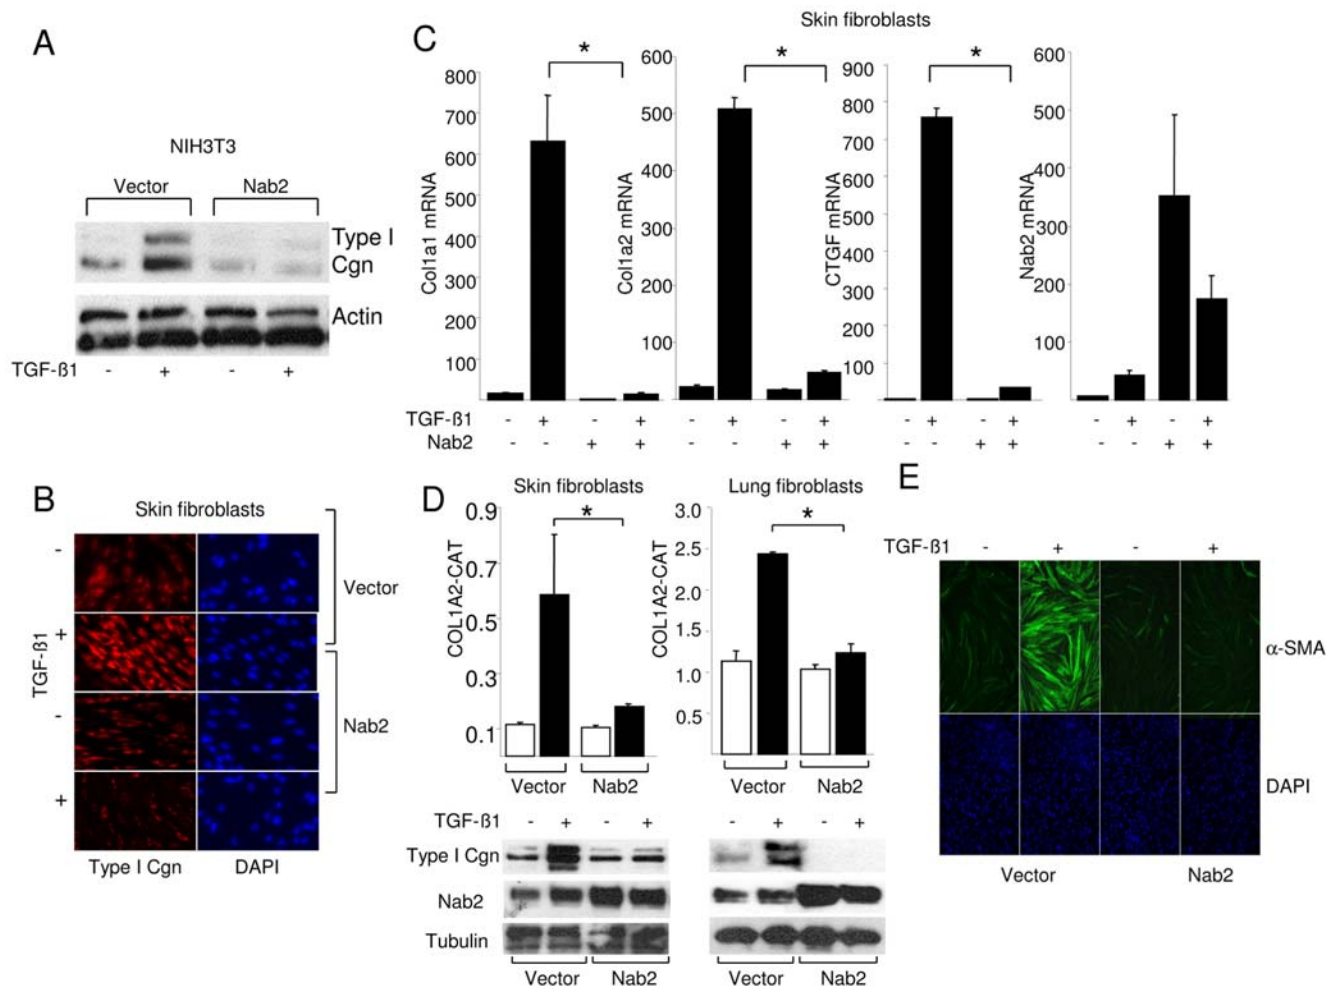 A
NIH3T3
Vector Nab2
Type I
Cgn
Actin
TGF-ß1 - + - +
B
Skin fibroblasts
TGF-ß1
-
+
-
+
Vector
Nab2
Type I Cgn DAPI
C
Skin fibroblasts
Col1a1 mRNA
*
800
700
600
500
400
300
200
100
Col1a2 mRNA
*
600
500
400
300
200
100
CTGF mRNA
*
900
800
700
600
500
400
300
200
100
Nab2 mRNA
600
500
400
300
200
100
TGF-ß1 - + - + - + - + - + - + - + - +
Nab2 - - + + - - + + - - + + - - + +
D
Skin fibroblasts
COL1A2-CAT
*
0.9
0.7
0.5
0.3
0.1
Vector Nab2
Lung fibroblasts
COL1A2-CAT
*
3.0
2.5
2.0
1.5
1.0
0.5
Vector Nab2
TGF-ß1 - + - + - + - +
Type I Cgn
Nab2
Tubulin
Vector Nab2 Vector Nab2
E
TGF-ß1 - + - +
α-SMA
DAPI
Vector Nab2